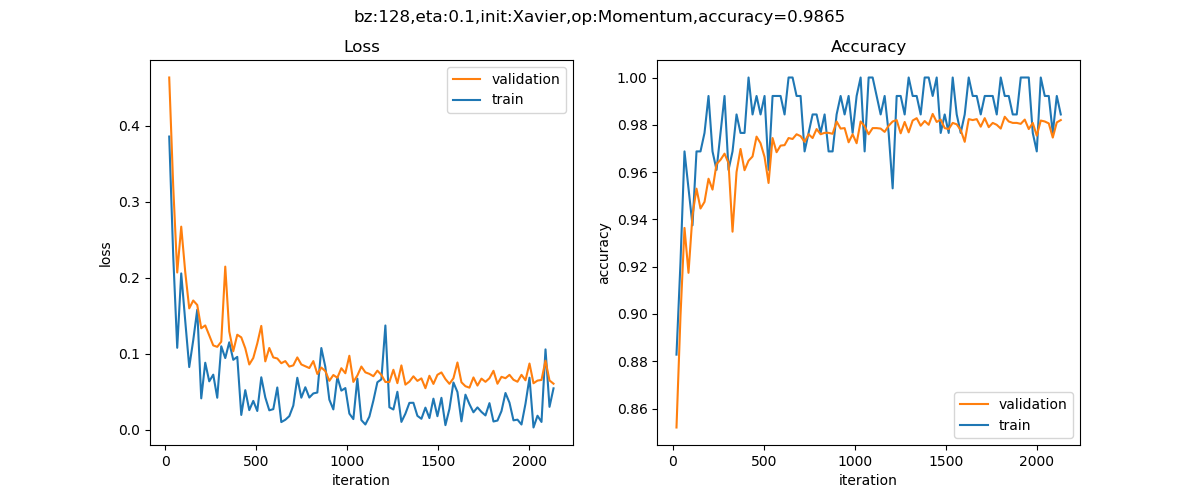 bz:128,eta:0.1,init:Xavier,op:Momentum,accuracy=0.9865
Loss
validation
train
0.4
0.3
0.2
0.1
0.0
loss
0
500
1000
1500
2000
iteration
Accuracy
1.00
0.98
0.96
0.94
0.92
0.90
0.88
0.86
accuracy
validation
train
0
500
1000
1500
2000
iteration